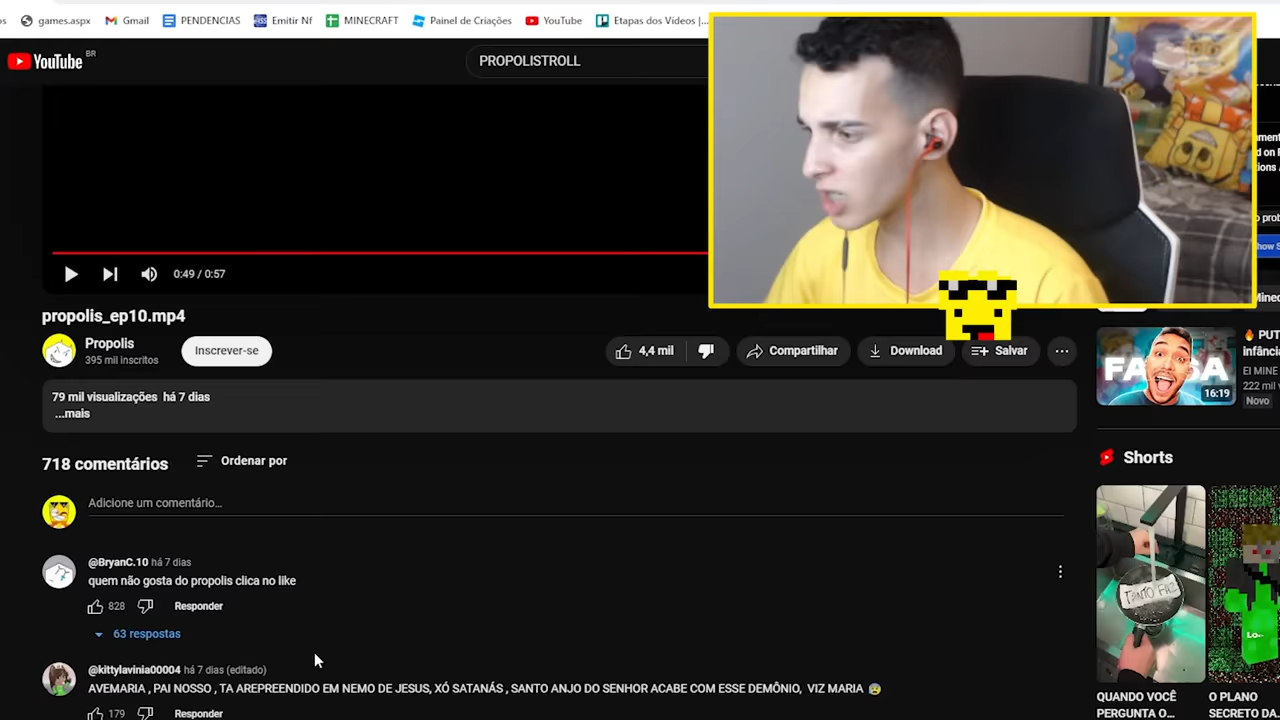 games.aspx
Gmail
PENDENCIAS
Emitir Nf
MINECRAFT
Painel de Criações
YouTube
Etapas dos Videos |...
YouTube BR
PROPOLISTROLL
0:49 / 0:57
propolis_ep10.mp4
Propolis
395 mil inscritos
Inscrever-se
4,4 mil
Compartilhar
Download
Salvar
79 mil visualizações há 7 dias
...mais
718 comentários
Ordenar por
Adicione um comentário...
@BryanC.10 há 7 dias
quem não gosta do propolis clica no like
828
Responder
63 respostas
@kittylavinia00004 há 7 dias (editado)
AVEMARIA , PAI NOSSO , TA AREPREENDIDO EM NEMO DE JESUS, XÓ SATANÁS , SANTO ANJO DO SENHOR ACABE COM ESSE DEMÔNIO, VIZ MARIA 😰
179
Responder
16:19
🔥 PUT
infânci
EI MINE
222 mil v
Novo
Shorts
TANTO FAZ
QUANDO VOCÊ
PERGUNTA O...
Lo...
O PLANO
SECRETO DA...